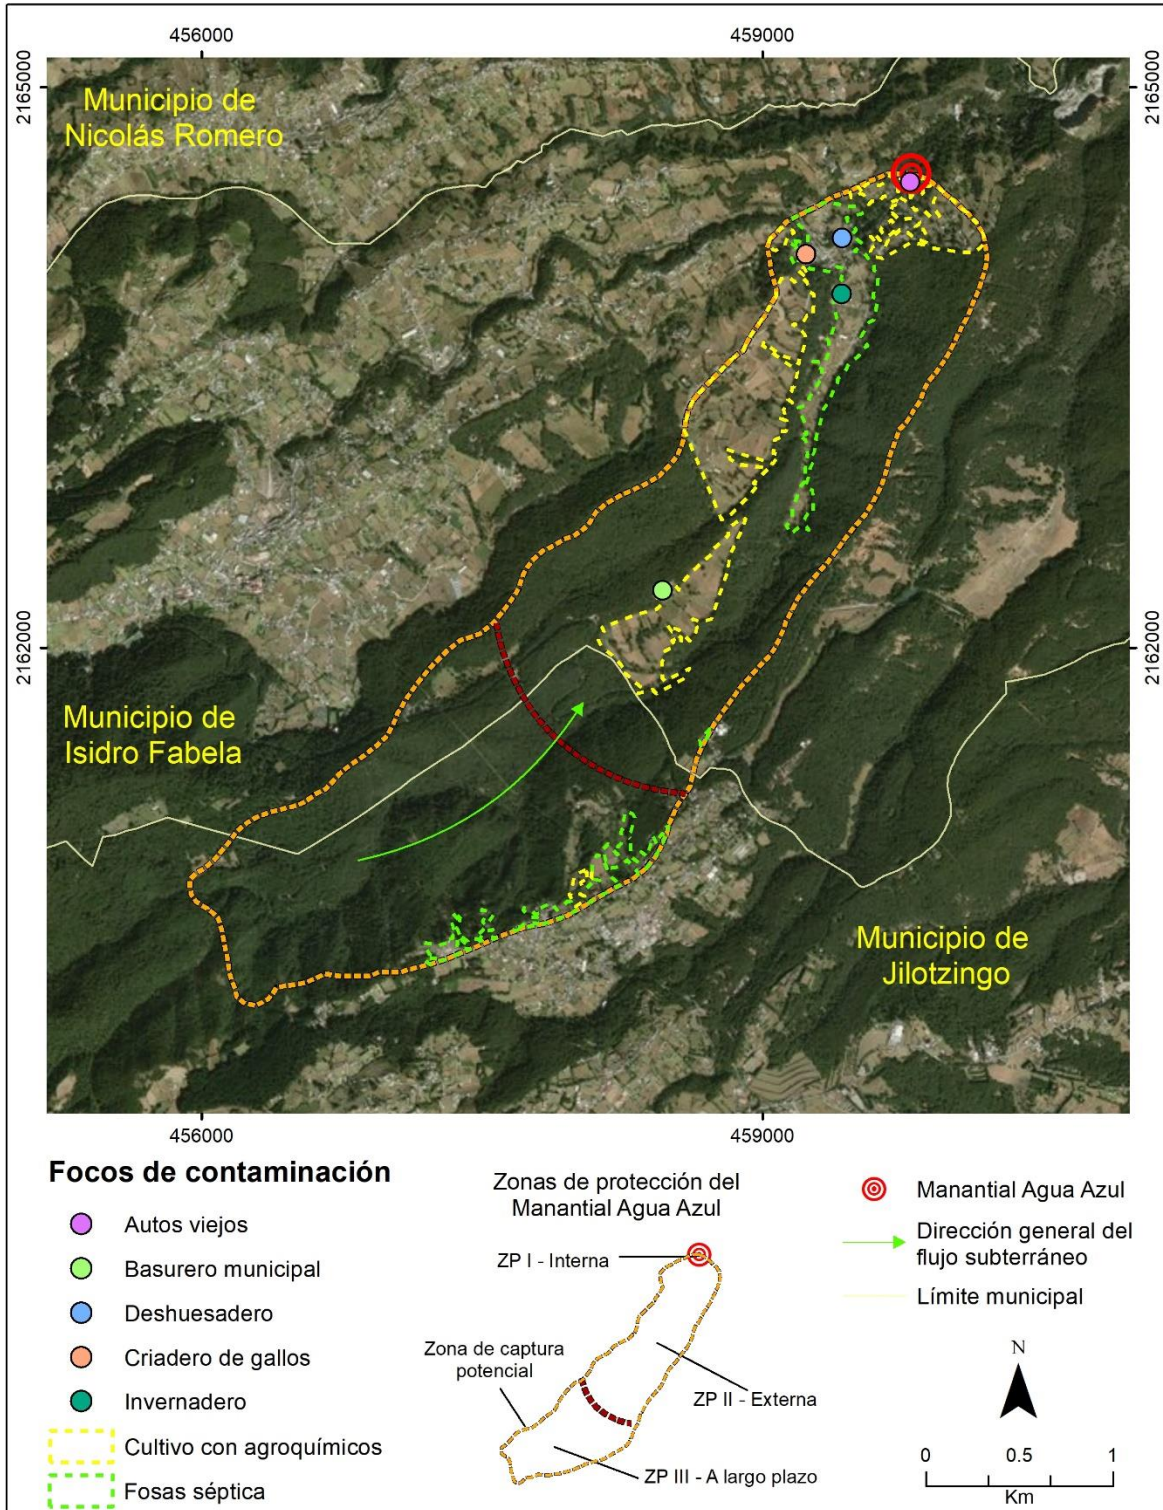 456000
459000
2165000
2165000
Municipio de
Nicolás Romero
2162000
2162000
Municipio de
Isidro Fabela
Municipio de
Jilotzingo
456000
459000
Focos de contaminación
Autos viejos
Basurero municipal
Deshuesadero
Criadero de gallos
Invernadero
Cultivo con agroquímicos
Fosas séptica
Zonas de protección del
Manantial Agua Azul
ZP I - Interna
Zona de captura
potencial
ZP II - Externa
ZP III - A largo plazo
Manantial Agua Azul
Dirección general del
flujo subterráneo
Límite municipal
N
0 0.5 1
Km